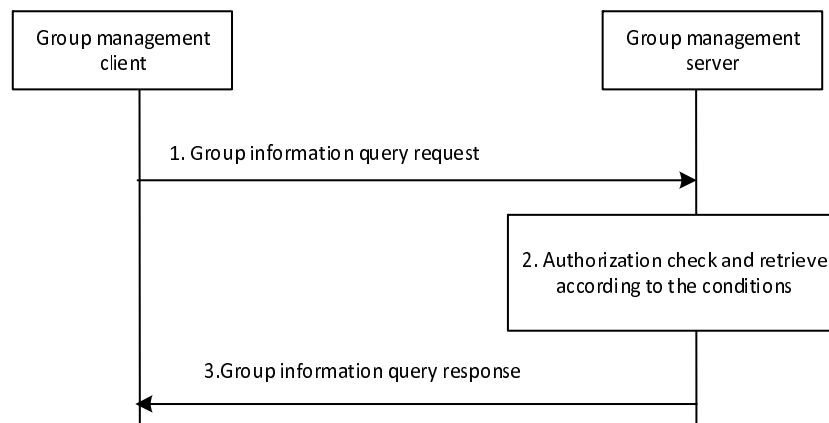 Group management
client
Group management
server
1. Group information query request
2. Authorization check and retrieve
according to the conditions
3.Group information query response